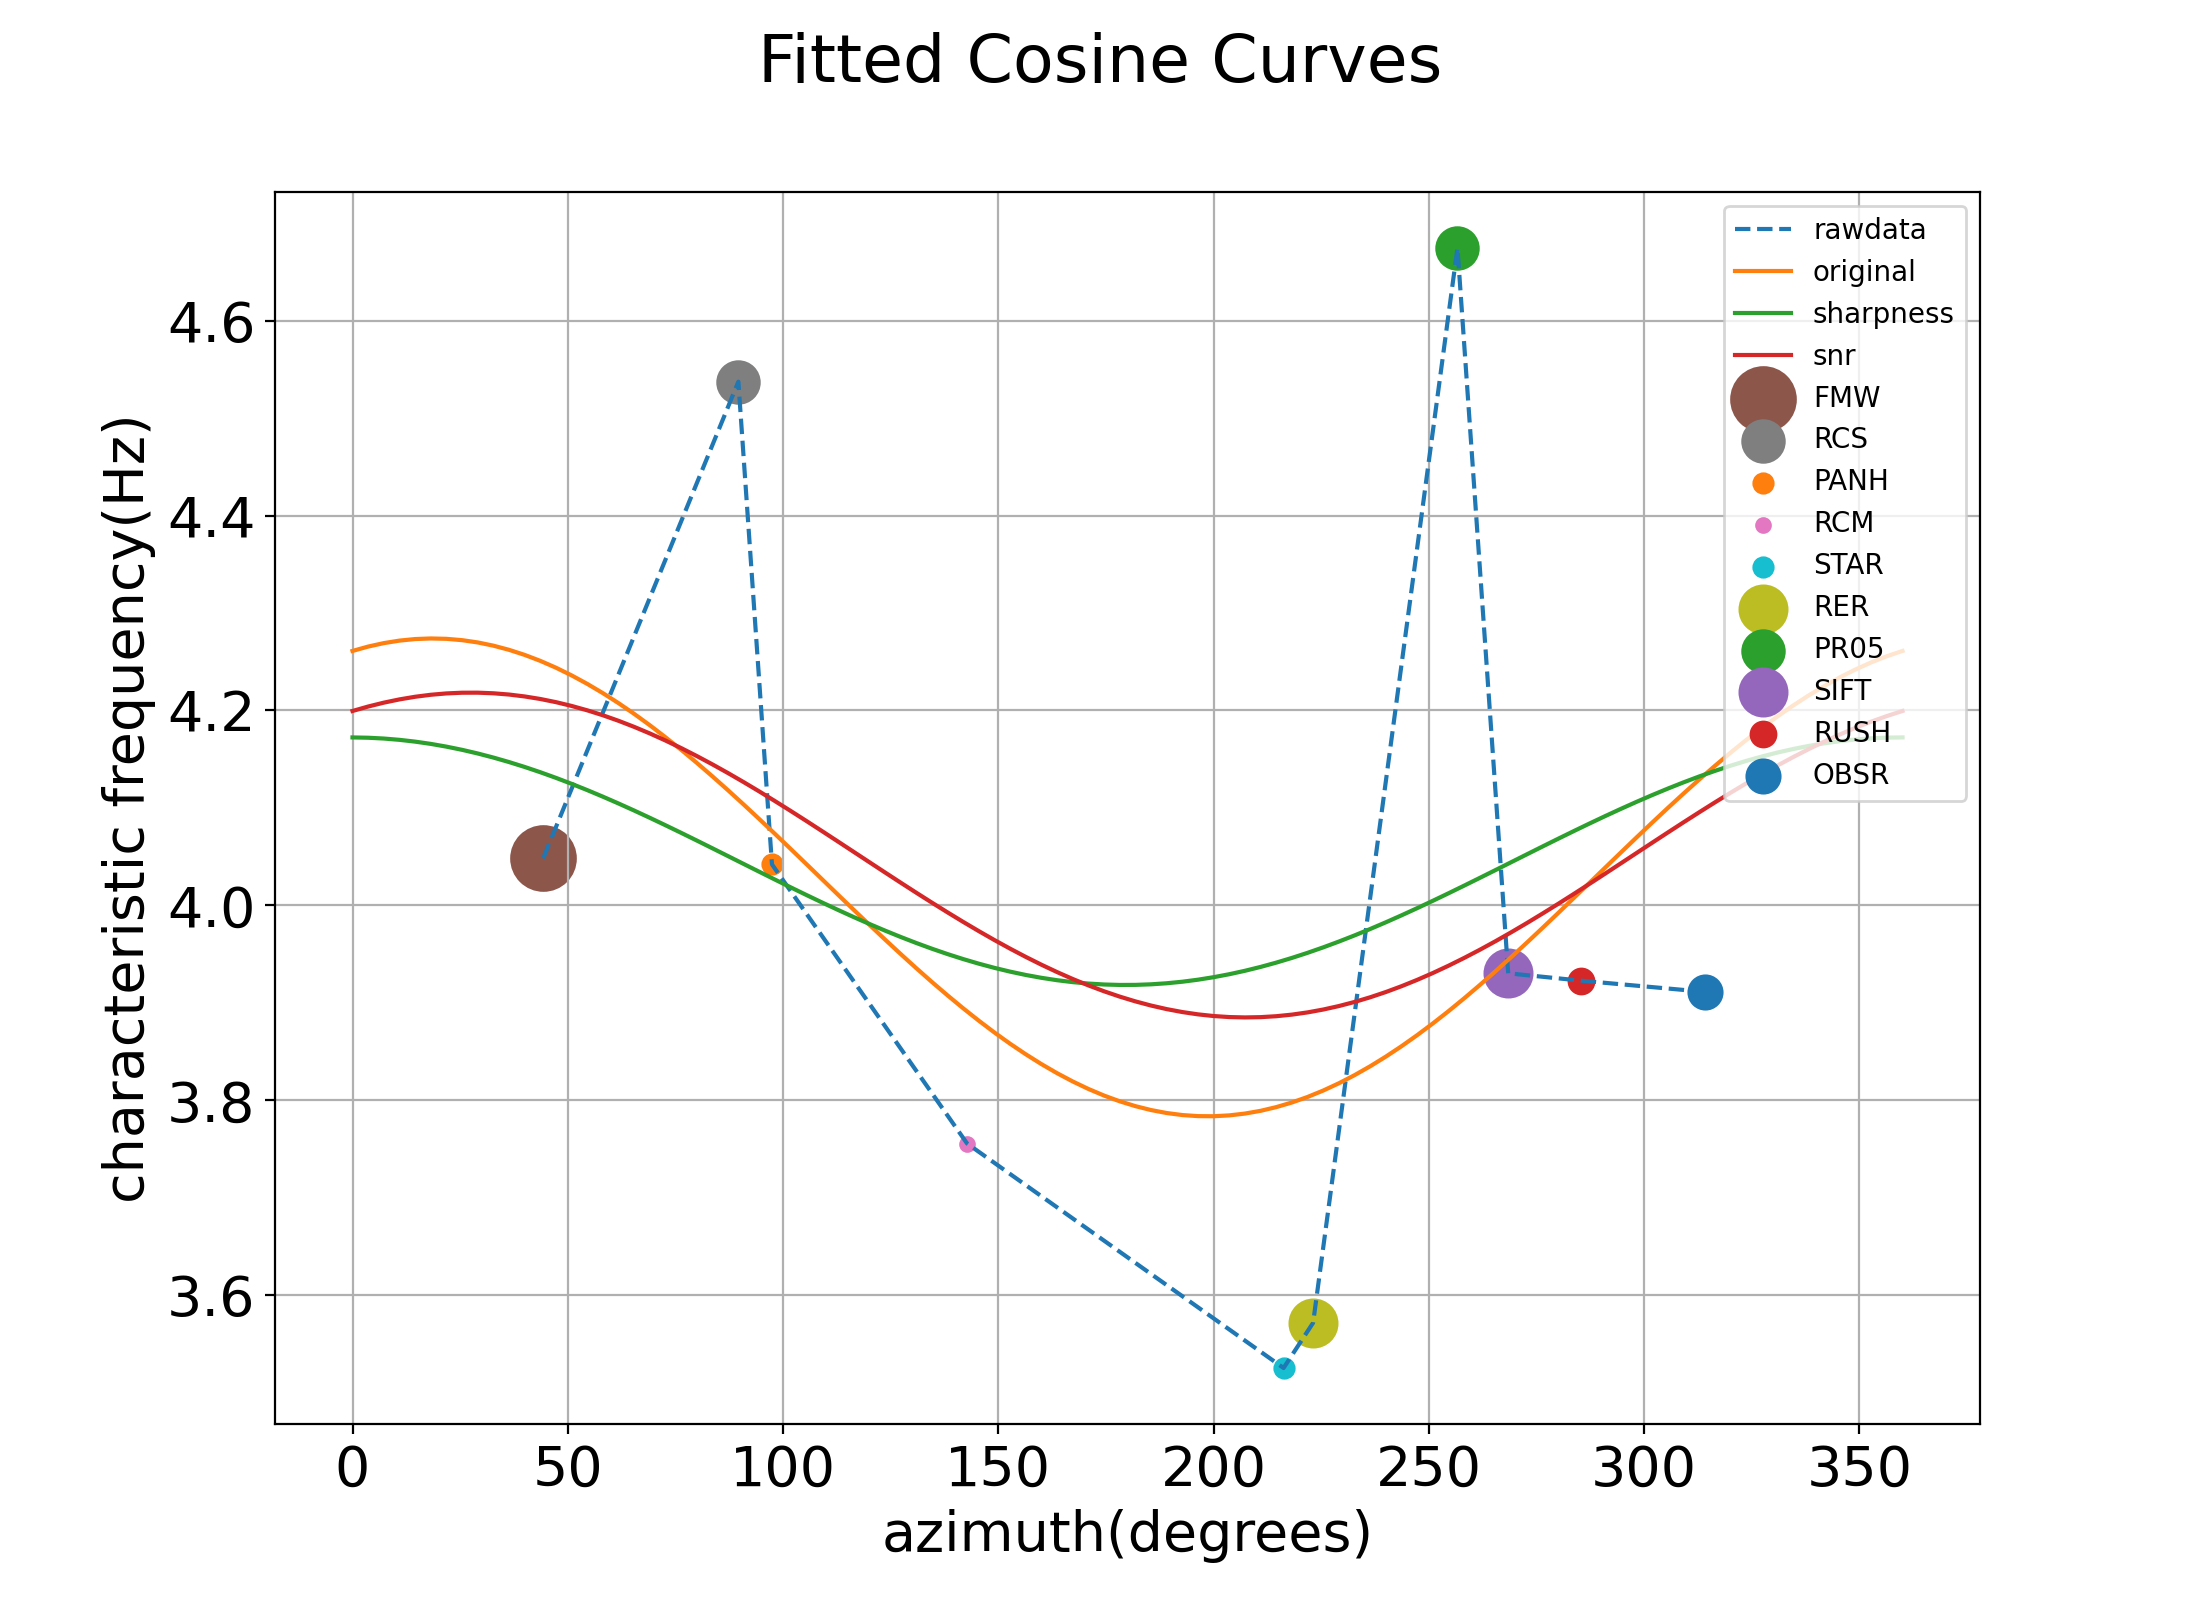 Fitted Cosine Curves
characteristic frequency(Hz)
4.6
4.4
4.2
4.0
3.8
3.6
0 50 100 150 200 250 300 350
azimuth(degrees)
rawdata
original
sharpness
snr
FMW
RCS
PANH
RCM
STAR
RER
PR05
SIFT
RUSH
OBSR